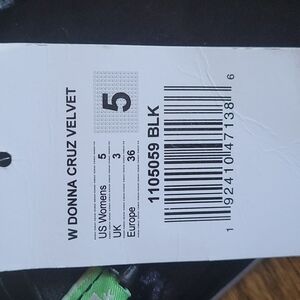 W DONNA CRUZ VELVET
US Womens 5
UK 3
Europe 36
5
1105059 BLK
1 92410 47138 6